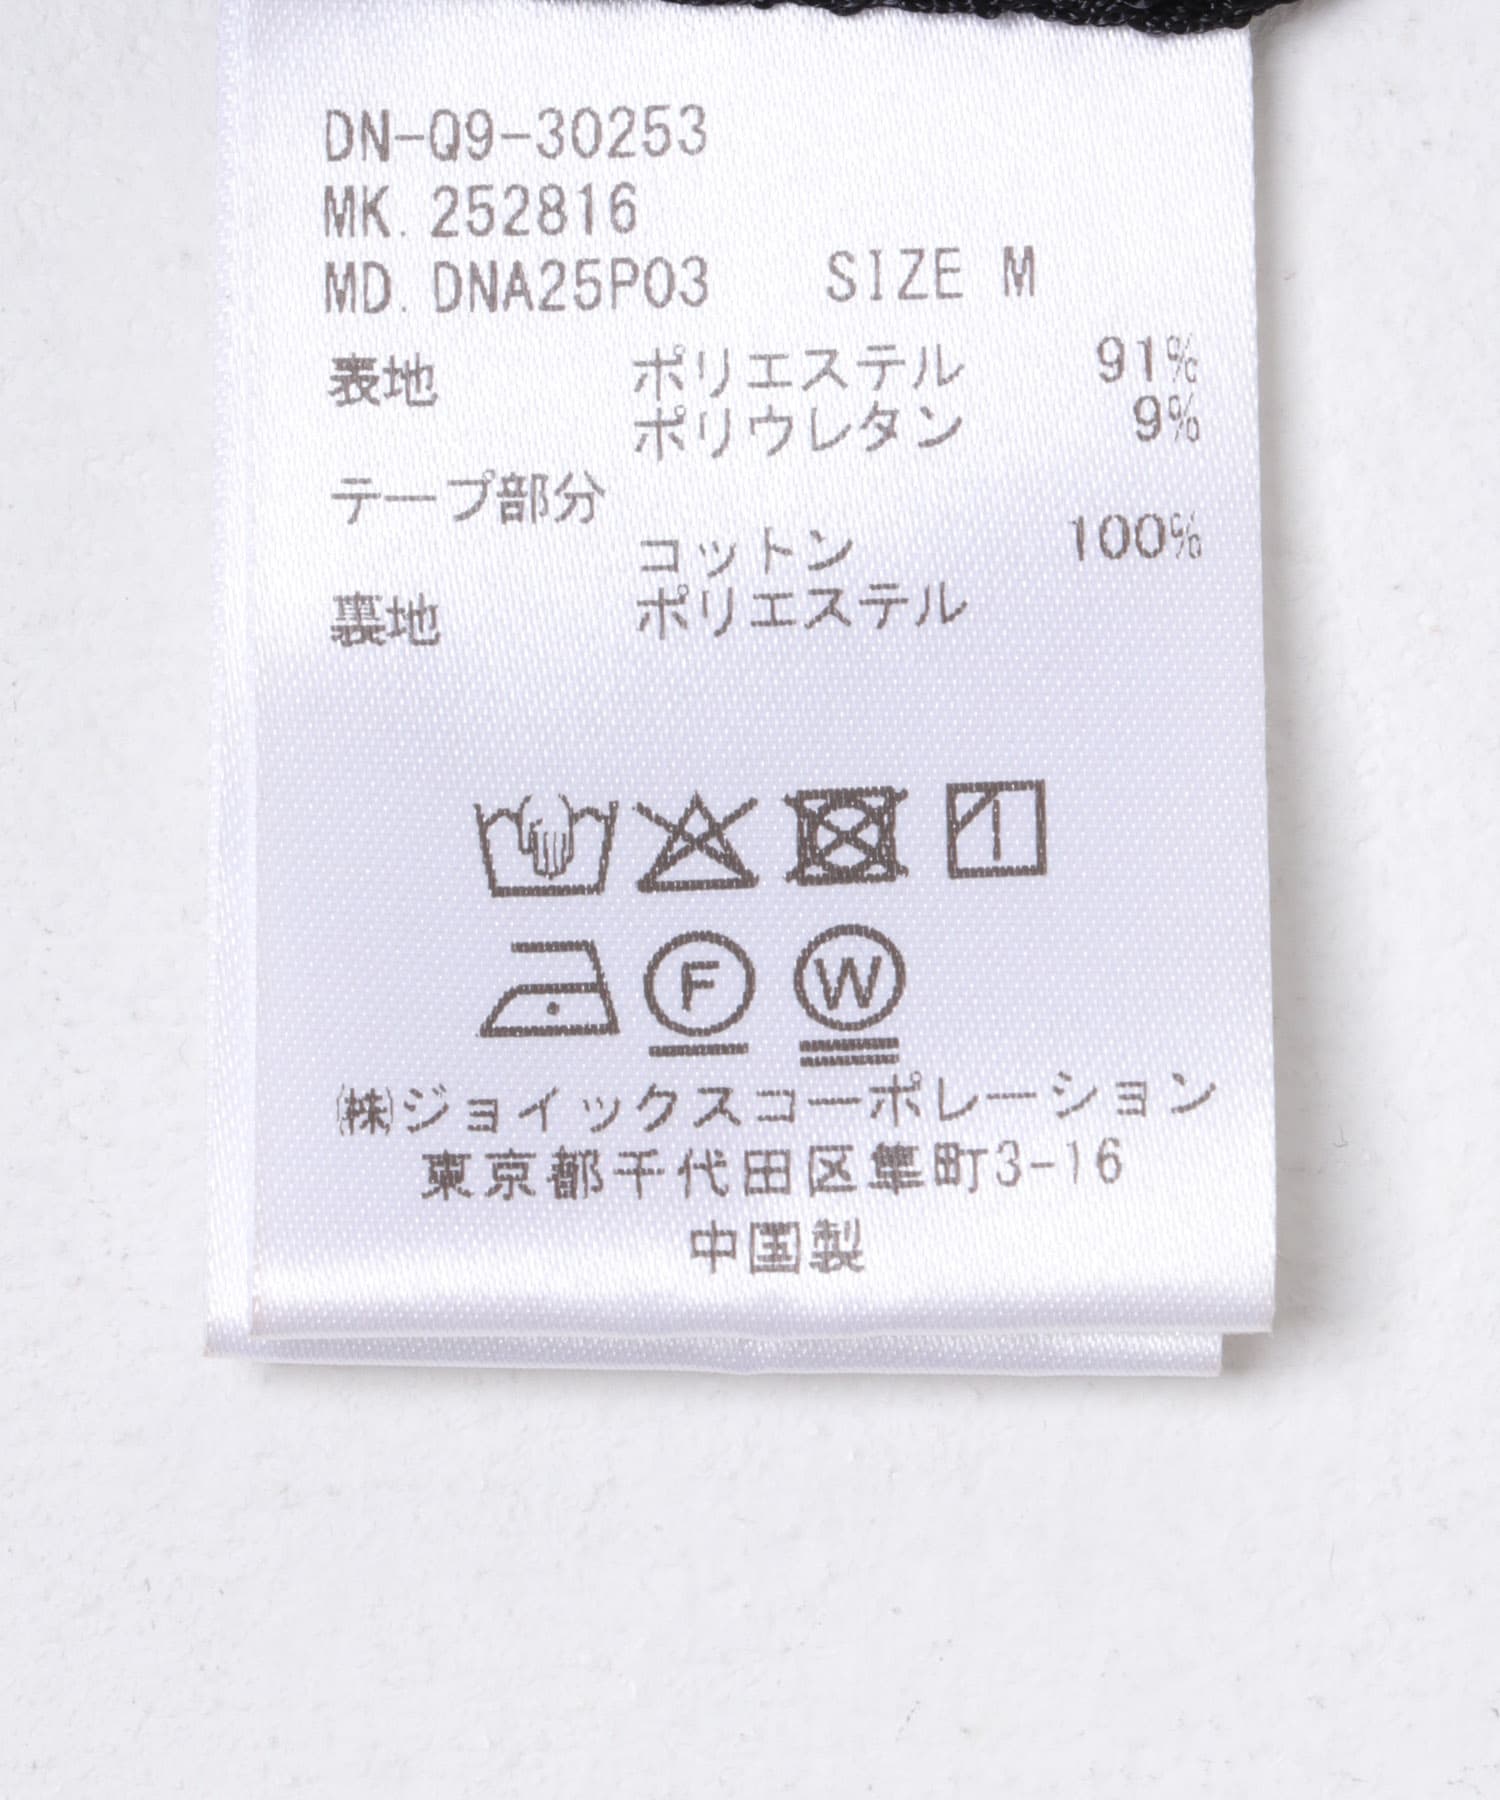 DN-Q9-30253
MK. 252816
MD. DNA25P03 SIZE M
表地 ポリエステル 91%
ポリウレタン 9%
テープ部分
コットン 100%
裏地 ポリエステル
F W
㈱ジョイックスコーポレーション
東京都千代田区隼町3-16
中国製